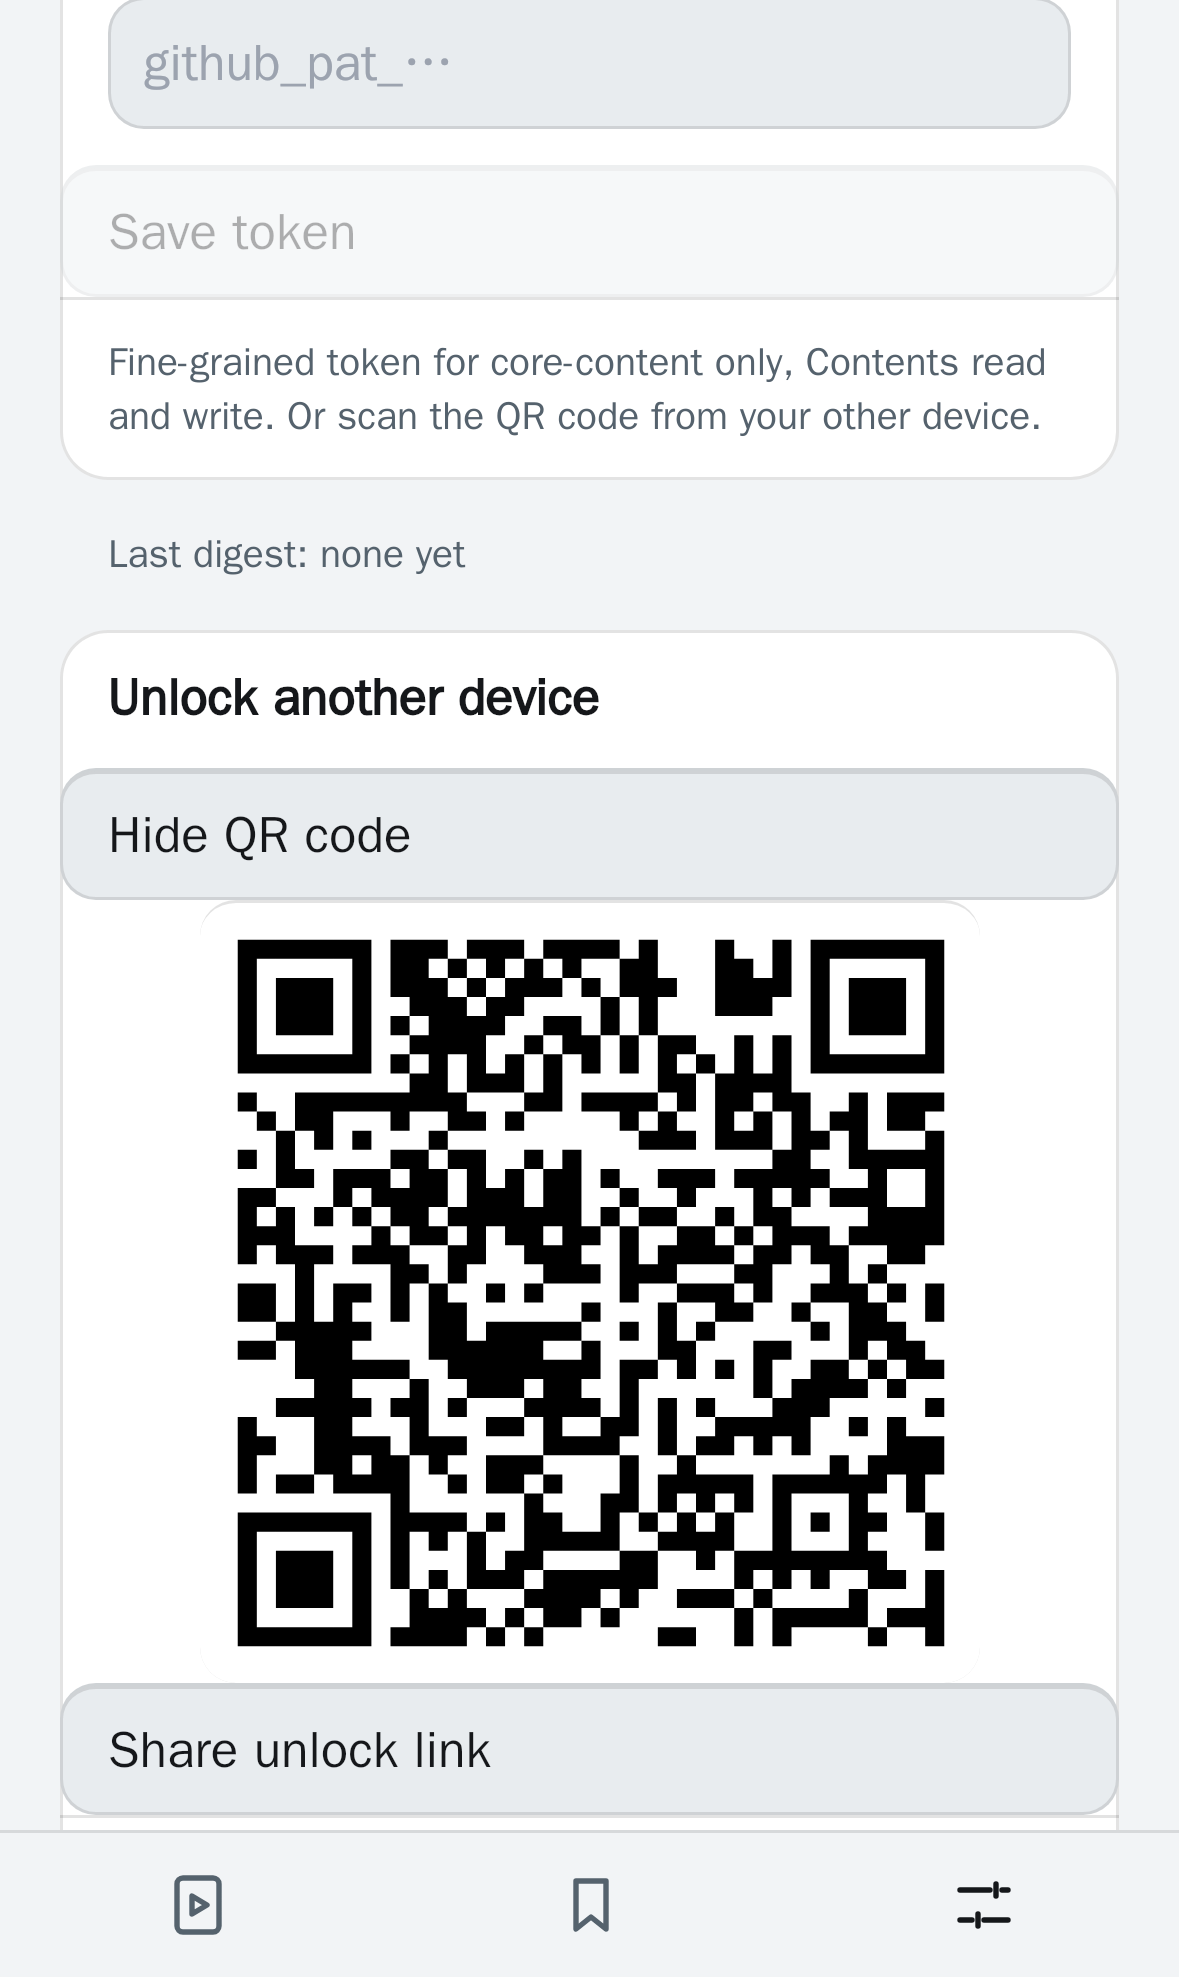 github_pat_…
Save token
Fine-grained token for core-content only, Contents read
and write. Or scan the QR code from your other device.
Last digest: none yet
Unlock another device
Hide QR code
Share unlock link